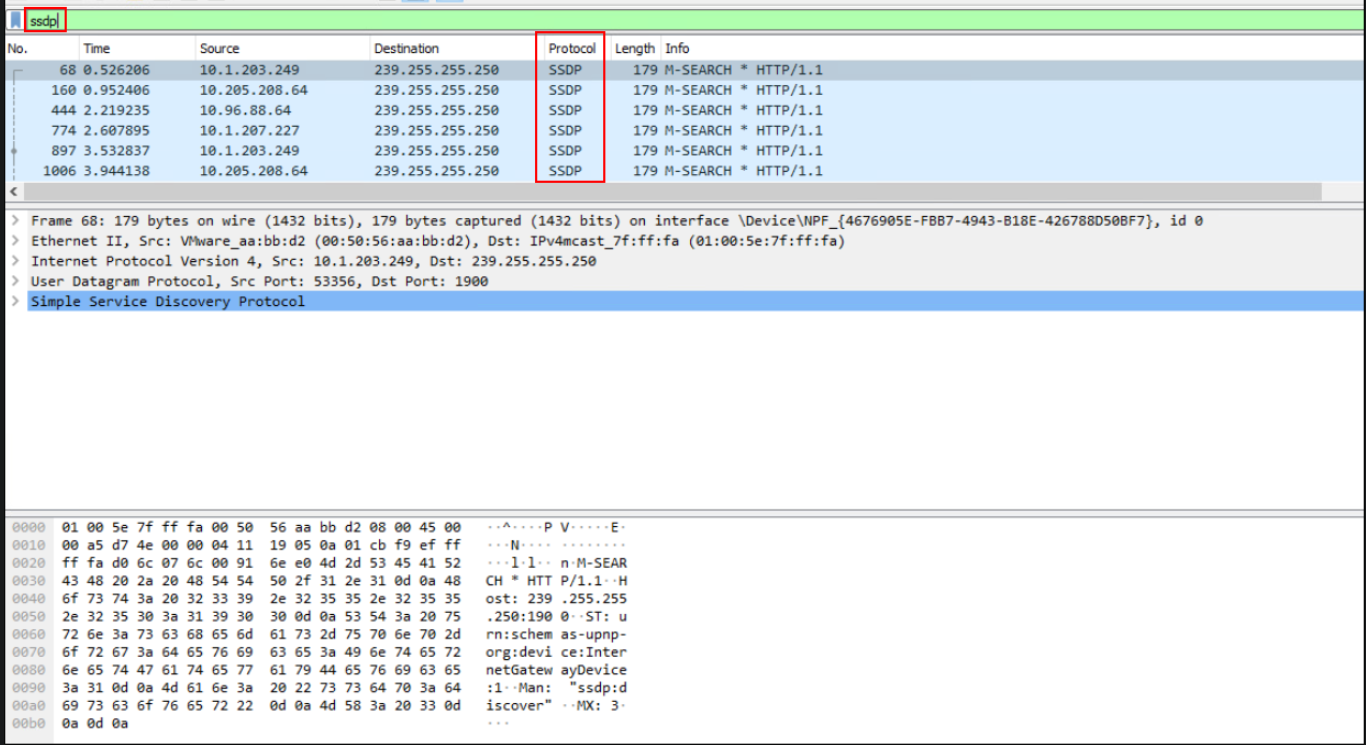 ssdp
No. Time Source Destination Protocol Length Info
68 0.526206 10.1.203.249 239.255.255.250 SSDP 179 M-SEARCH * HTTP/1.1
160 0.952406 10.205.208.64 239.255.255.250 SSDP 179 M-SEARCH * HTTP/1.1
444 2.219235 10.96.88.64 239.255.255.250 SSDP 179 M-SEARCH * HTTP/1.1
774 2.607895 10.1.207.227 239.255.255.250 SSDP 179 M-SEARCH * HTTP/1.1
897 3.532837 10.1.203.249 239.255.255.250 SSDP 179 M-SEARCH * HTTP/1.1
1006 3.944138 10.205.208.64 239.255.255.250 SSDP 179 M-SEARCH * HTTP/1.1
Frame 68: 179 bytes on wire (1432 bits), 179 bytes captured (1432 bits) on interface \Device\NPF_{4676905E-FBB7-4943-B18E-426788D50BF7}, id 0
Ethernet II, Src: VMware_aa:bb:d2 (00:50:56:aa:bb:d2), Dst: IPv4mcast_7f:ff:fa (01:00:5e:7f:ff:fa)
Internet Protocol Version 4, Src: 10.1.203.249, Dst: 239.255.255.250
User Datagram Protocol, Src Port: 53356, Dst Port: 1900
Simple Service Discovery Protocol
0000 01 00 5e 7f ff fa 00 50 56 aa bb d2 08 00 45 00 ··^····P V·····E·
0010 00 a5 d7 4e 00 00 04 11 19 05 0a 01 cb f9 ef ff ···N···· ········
0020 ff fa d0 6c 07 6c 00 91 6e e0 4d 2d 53 45 41 52 ···l·l·· n·M-SEAR
0030 43 48 20 2a 20 48 54 54 50 2f 31 2e 31 0d 0a 48 CH * HTT P/1.1··H
0040 6f 73 74 3a 20 32 33 39 2e 32 35 35 2e 32 35 35 ost: 239 .255.255
0050 2e 32 35 30 3a 31 39 30 30 0d 0a 53 54 3a 20 75 .250:190 0··ST: u
0060 72 6e 3a 73 63 68 65 6d 61 73 2d 75 70 6e 70 2d rn:schem as-upnp-
0070 6f 72 67 3a 64 65 76 69 63 65 3a 49 6e 74 65 72 org:devi ce:Inter
0080 6e 65 74 47 61 74 65 77 61 79 44 65 76 69 63 65 netGatew ayDevice
0090 3a 31 0d 0a 4d 61 6e 3a 20 22 73 73 64 70 3a 64 :1··Man: "ssdp:d
00a0 69 73 63 6f 76 65 72 22 0d 0a 4d 58 3a 20 33 0d iscover" ··MX: 3·
00b0 0a 0d 0a ···